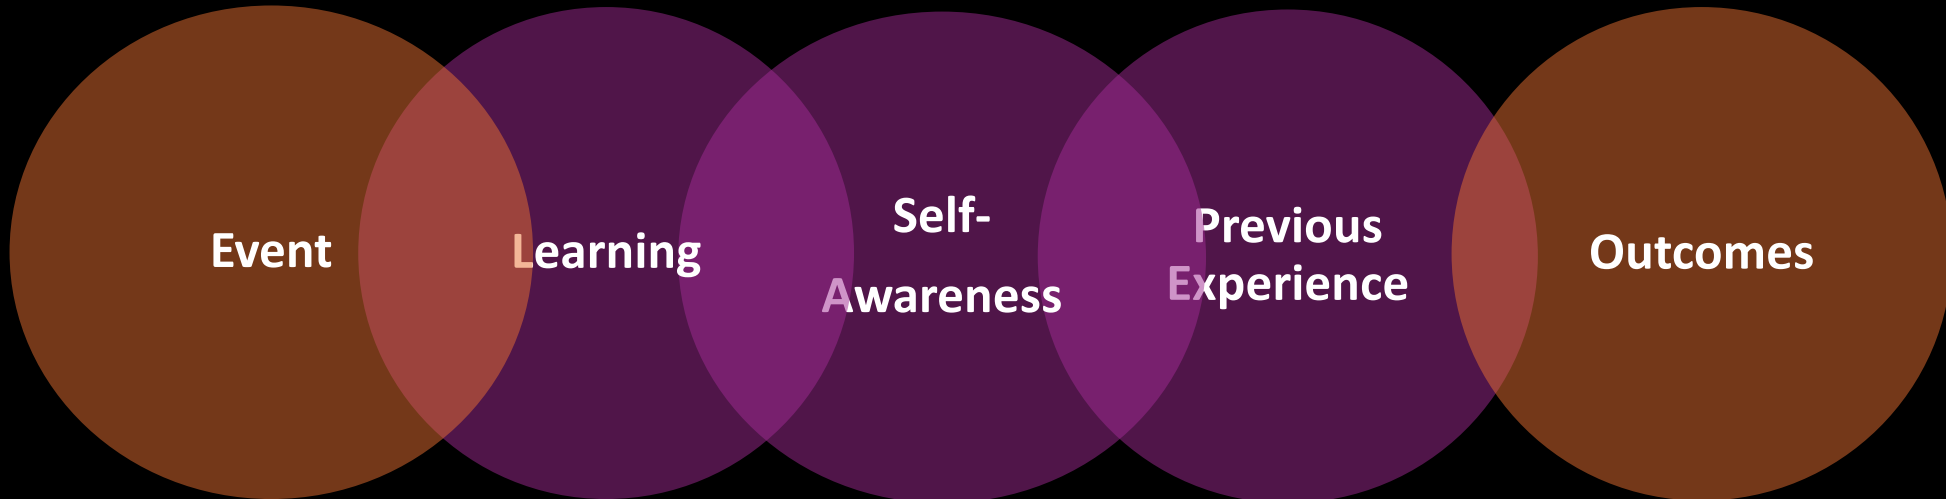 Event
Learning
Self-
Awareness
Previous
Experience
Outcomes